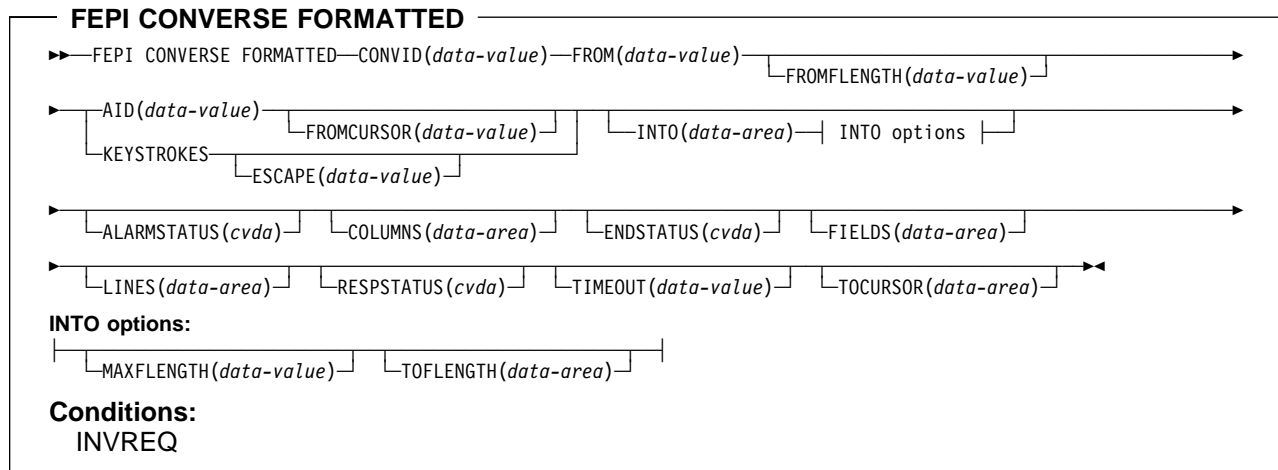 FEPI CONVERSE FORMATTED
FEPI CONVERSE FORMATTED CONVID(data-value) FROM(data-value)
FROMFLENGTH(data-value)
AID(data-value) INTO(data-area) INTO options
FROMCURSOR(data-value)
KEYSTROKES
ESCAPE(data-value)
ALARMSTATUS(cvda) COLUMNS(data-area) ENDSTATUS(cvda) FIELDS(data-area)
LINES(data-area) RESPSTATUS(cvda) TIMEOUT(data-value) TOCURSOR(data-area)
INTO options:
MAXFLENGTH(data-value) TOFLENGTH(data-area)
Conditions:
INVREQ